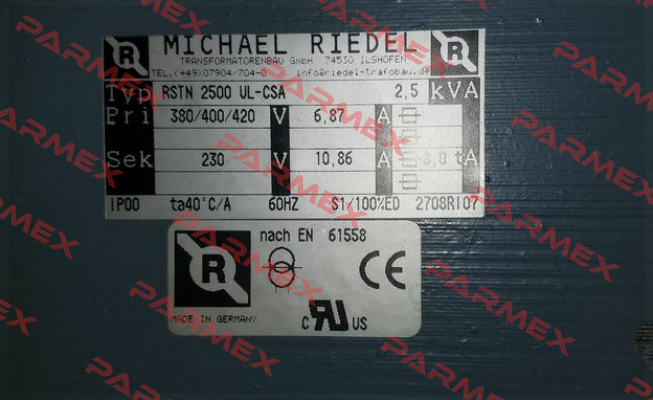 MICHAEL RIEDEL
TRANSFORMATORENBAU GmbH 74530 ILSHOFEN
TEL.(+49)07904/704-0 info@riedel-trafobau.de
Typ RSTN 2500 UL-CSA 2,5 kVA
Pri 380/400/420 V 6,87 A
Sek 230 V 10,86 A 8,0 t A
IP00 ta40°C/A 60HZ S1/100%ED 2708RI07
R
nach EN 61558
CE
MADE IN GERMANY
C RU US
PARMEX